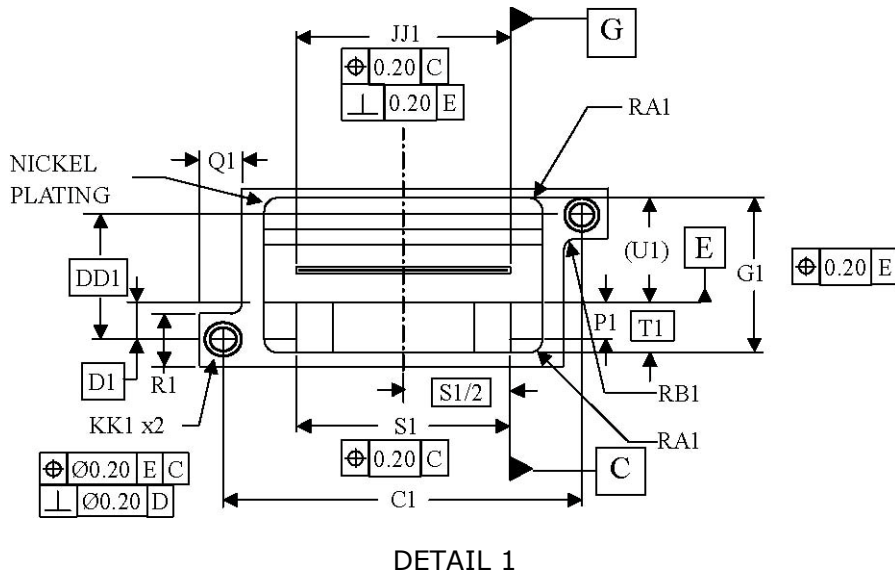 JJ1
G
⌖ 0.20 C
⊥ 0.20 E
RA1
Q1
NICKEL
PLATING
(U1)
E
G1
⌖ 0.20 E
DD1
P1
T1
D1
R1
S1/2
RB1
KK1 x2
S1
RA1
⌖ 0.20 C
C
⌖ Ø0.20 E C
⊥ Ø0.20 D
C1
DETAIL 1